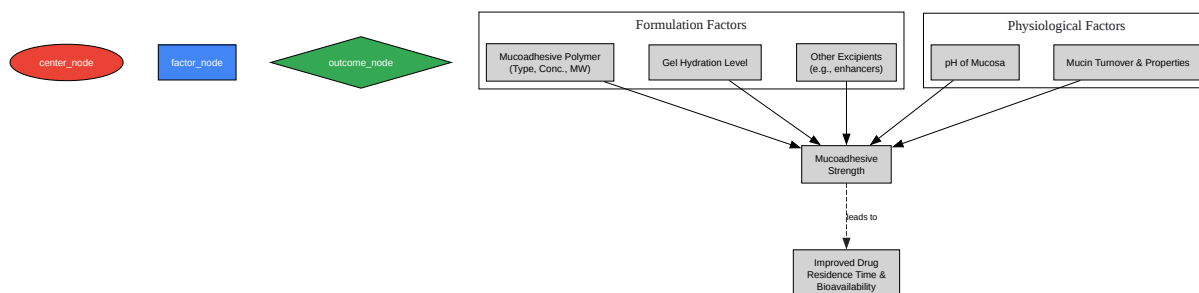 center_node
factor_node
outcome_node
Formulation Factors
Mucoadhesive Polymer
(Type, Conc., MW)
Gel Hydration Level
Other Excipients
(e.g., enhancers)
Physiological Factors
pH of Mucosa
Mucin Turnover & Properties
Mucoadhesive
Strength
leads to
Improved Drug
Residence Time &
Bioavailability